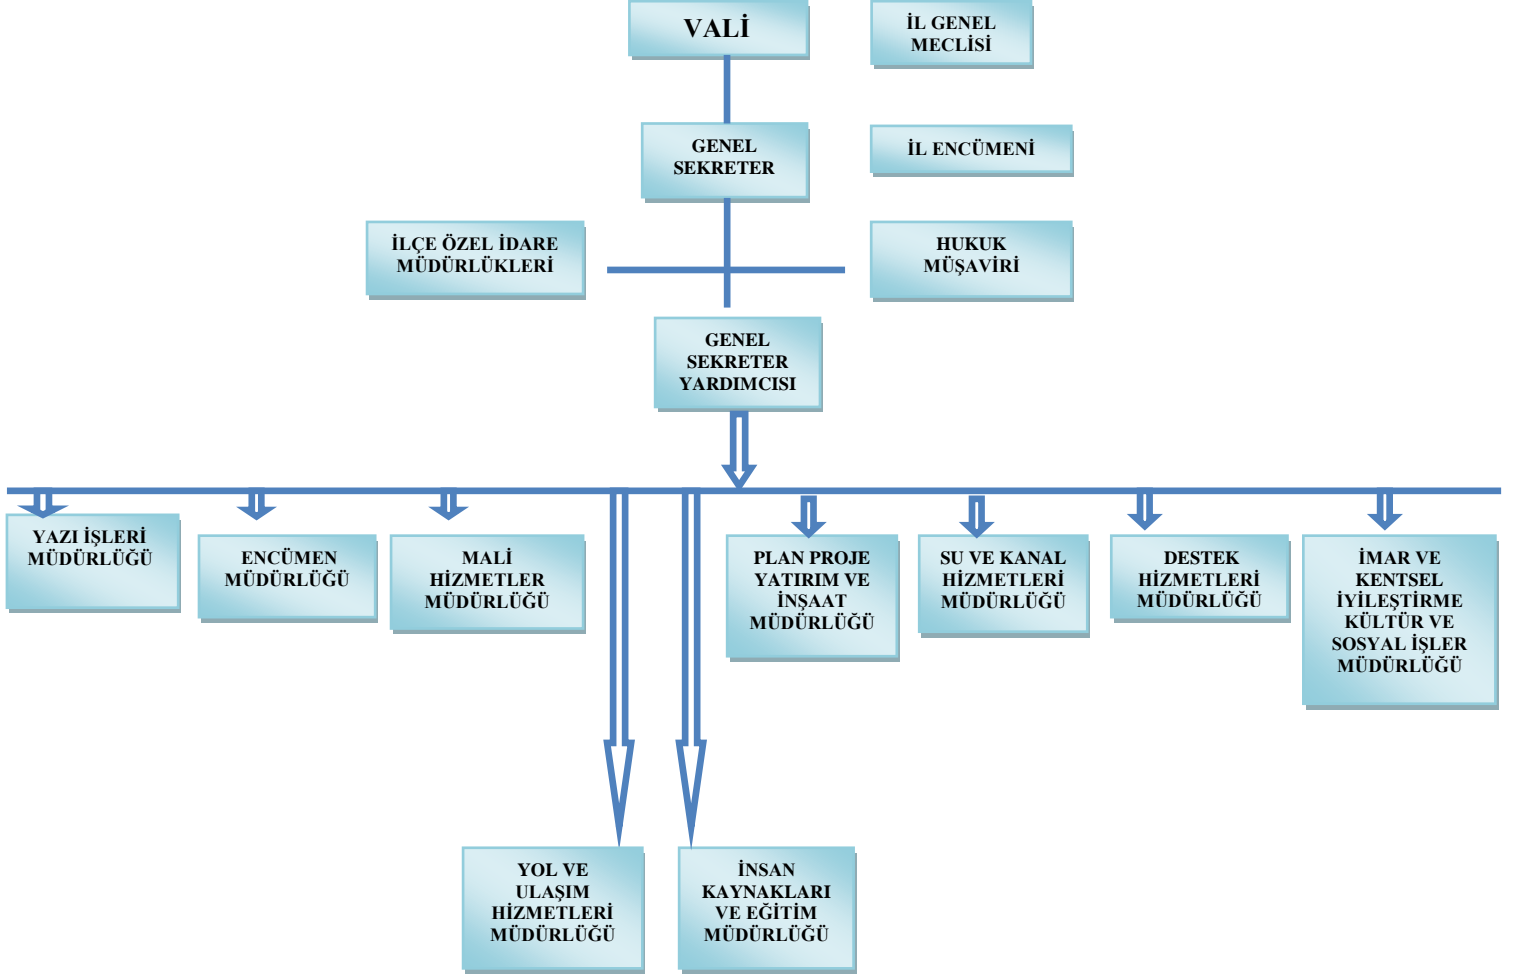 VALİ
İL GENEL
MECLİSİ
GENEL
SEKRETER
İL ENCÜMENİ
İLÇE ÖZEL İDARE
MÜDÜRLÜKLERİ
HUKUK
MÜŞAVİRİ
GENEL
SEKRETER
YARDIMCISI
YAZI İŞLERİ
MÜDÜRLÜĞÜ
ENCÜMEN
MÜDÜRLÜĞÜ
MALİ
HİZMETLER
MÜDÜRLÜĞÜ
PLAN PROJE
YATIRIM VE
İNŞAAT
MÜDÜRLÜĞÜ
SU VE KANAL
HİZMETLERİ
MÜDÜRLÜĞÜ
DESTEK
HİZMETLERİ
MÜDÜRLÜĞÜ
İMAR VE
KENTSEL
İYİLEŞTİRME
KÜLTÜR VE
SOSYAL İŞLER
MÜDÜRLÜĞÜ
YOL VE
ULAŞIM
HİZMETLERİ
MÜDÜRLÜĞÜ
İNSAN
KAYNAKLARI
VE EĞİTİM
MÜDÜRLÜĞÜ